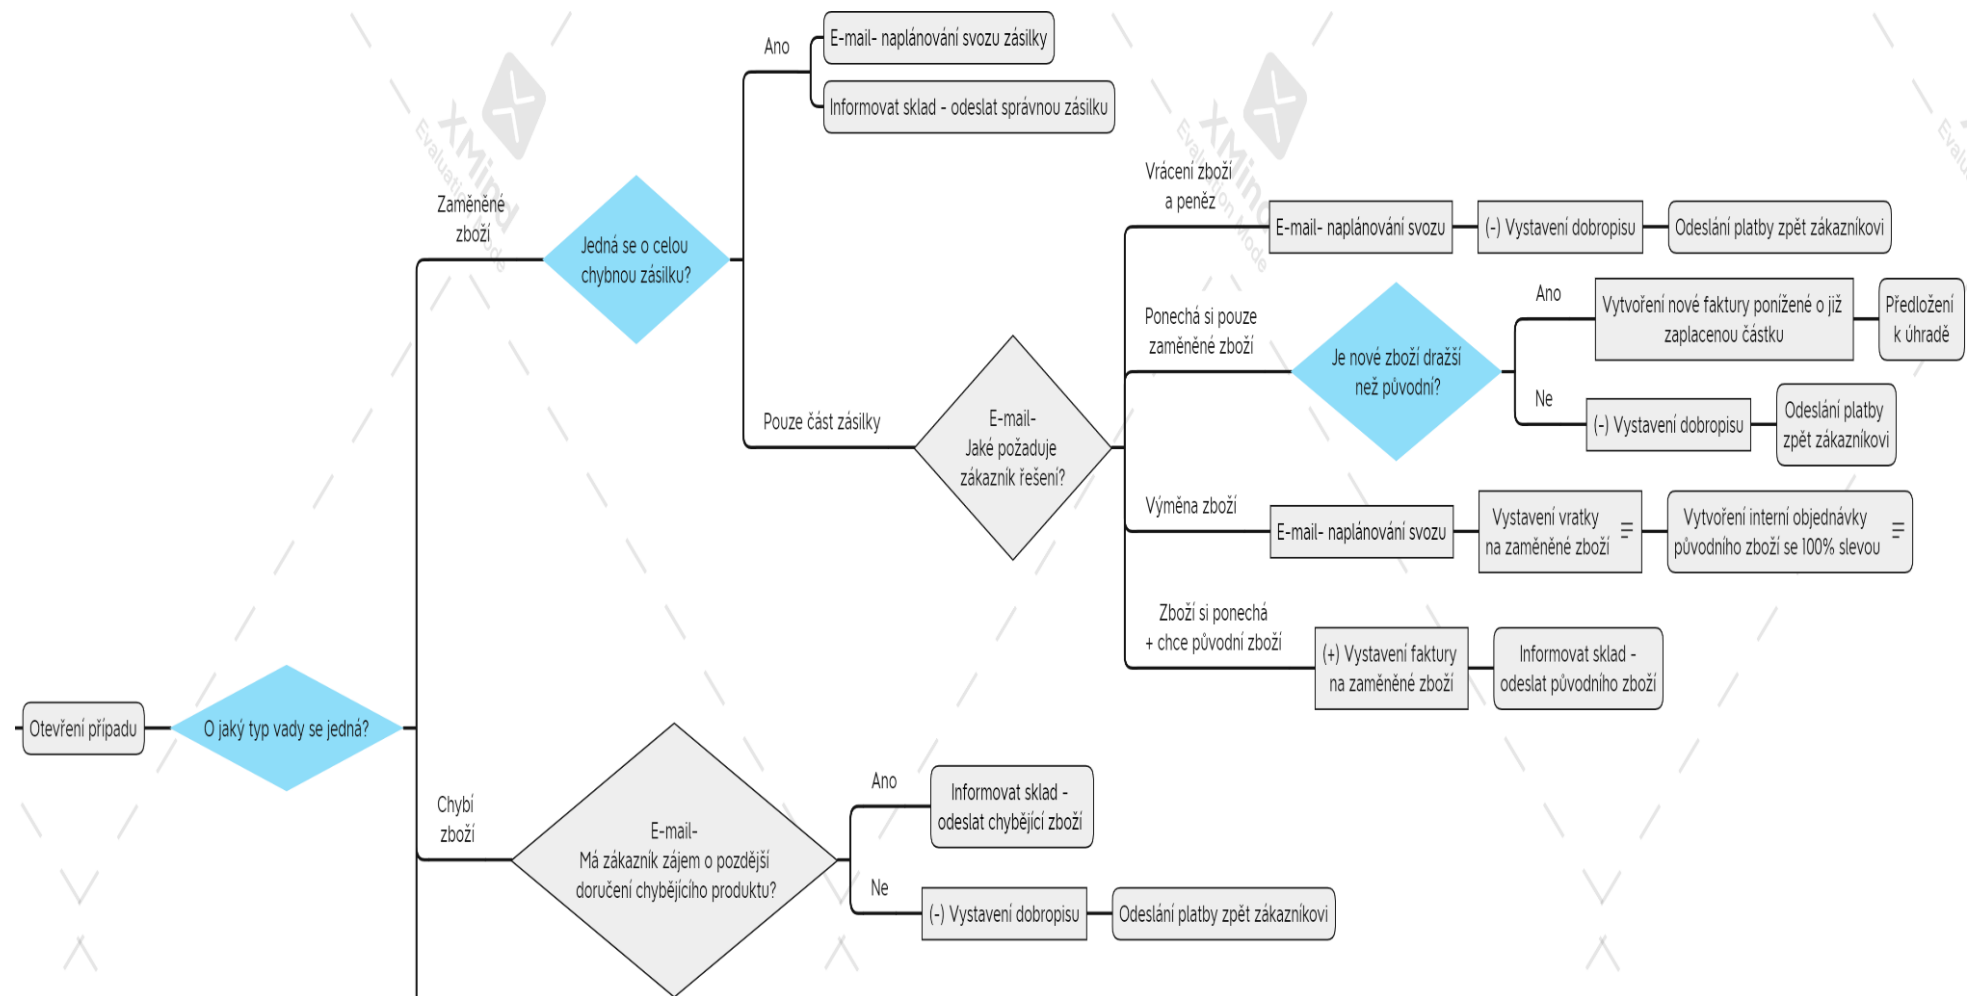 Ano
E-mail- naplánování svozu zásilky
Informovat sklad - odeslat správnou zásilku
Zaměněné
zboží
Jedná se o celou
chybnou zásilku?
Pouze část zásilky
E-mail-
Jaké požaduje
zákazník řešení?
Vrácení zboží
a peněz
E-mail- naplánování svozu
(-) Vystavení dobropisu
Odeslání platby zpět zákazníkovi
Ponechá si pouze
zaměněné zboží
Je nové zboží dražší
než původní?
Ano
Vytvoření nové faktury ponížené o již
zaplacenou částku
Předložení
k úhradě
Ne
(-) Vystavení dobropisu
Odeslání platby
zpět zákazníkovi
Výměna zboží
E-mail- naplánování svozu
Vystavení vratky
na zaměněné zboží
Vytvoření interní objednávky
původního zboží se 100% slevou
Zboží si ponechá
+ chce původní zboží
(+) Vystavení faktury
na zaměněné zboží
Informovat sklad -
odeslat původního zboží
Otevření případu
O jaký typ vady se jedná?
Chybí
zboží
E-mail-
Má zákazník zájem o pozdější
doručení chybějícího produktu?
Ano
Informovat sklad -
odeslat chybějící zboží
Ne
(-) Vystavení dobropisu
Odeslání platby zpět zákazníkovi
XMind
Evaluation Mode
XMind
Evaluation Mode